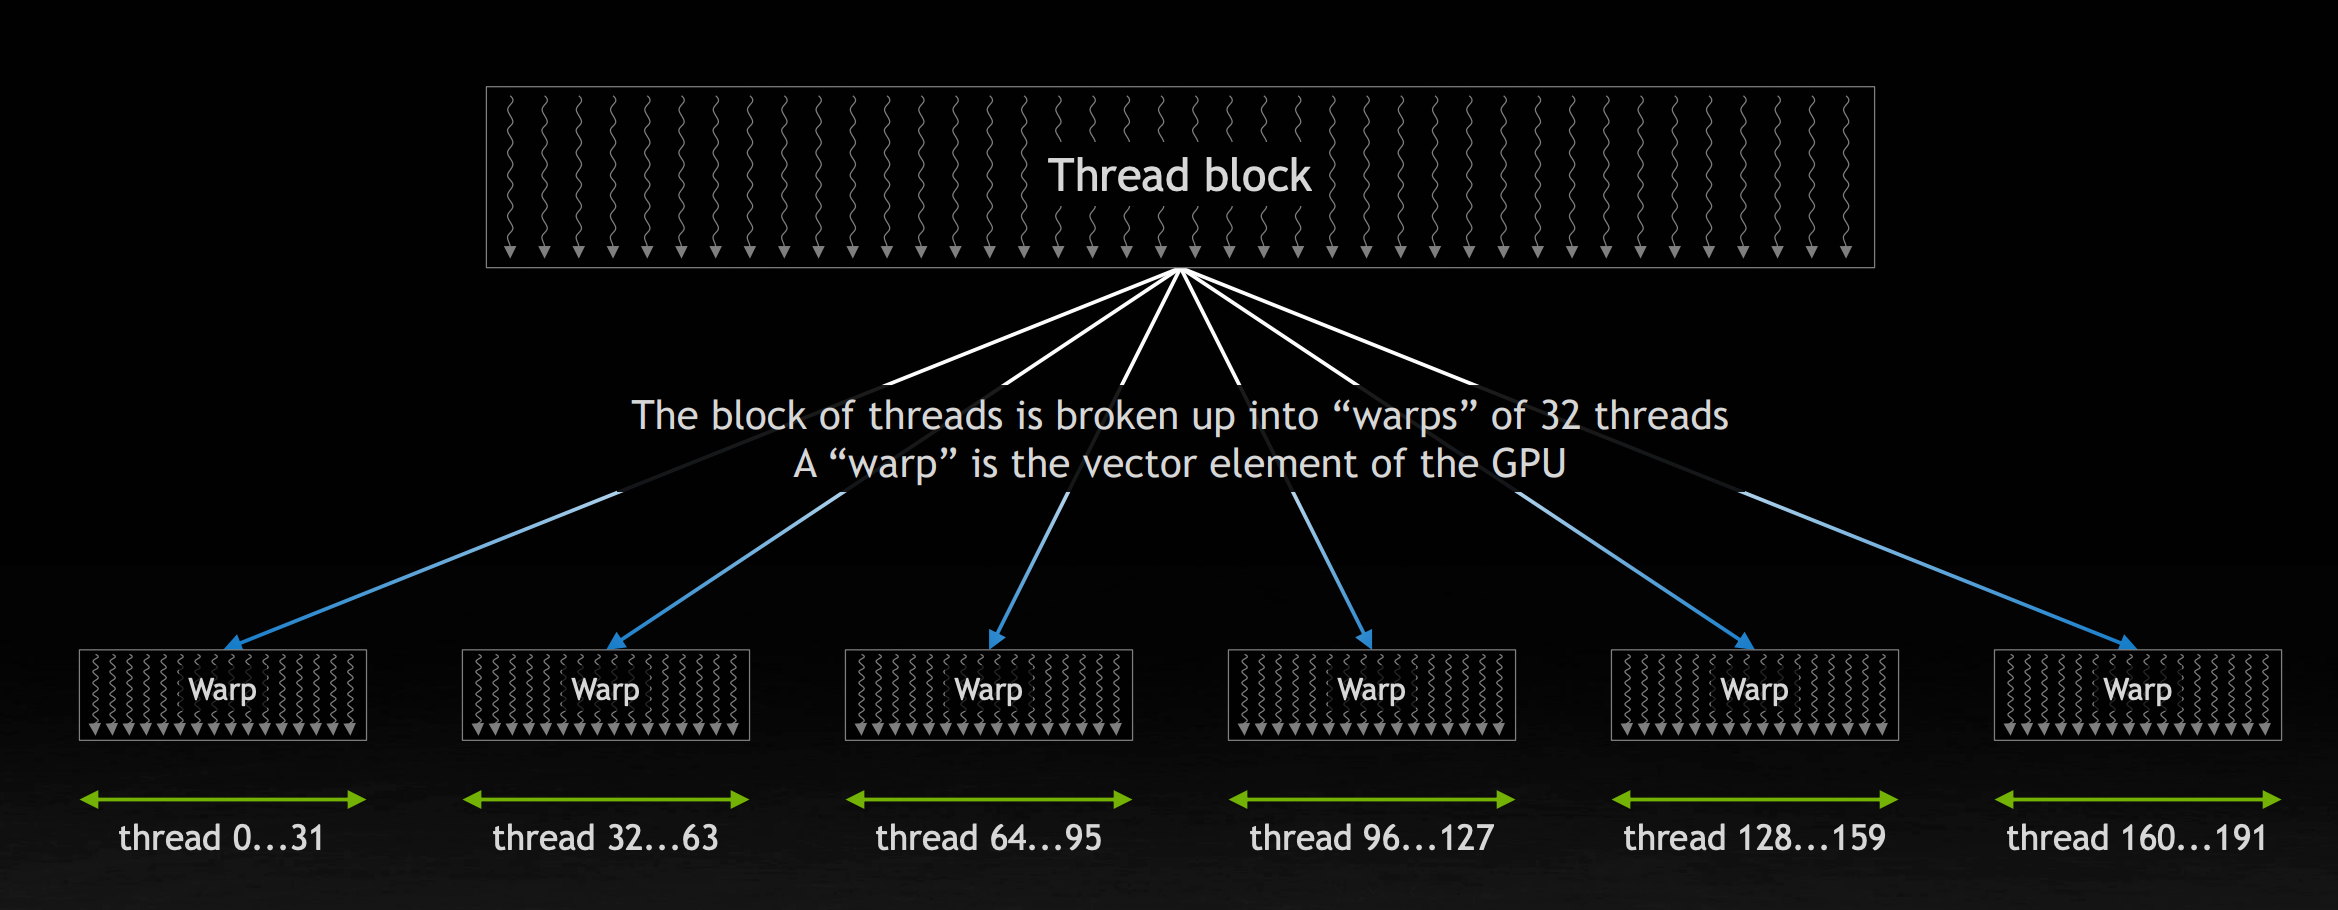 Thread block
The block of threads is broken up into “warps” of 32 threads
A “warp” is the vector element of the GPU
Warp
Warp
Warp
Warp
Warp
Warp
thread 0...31
thread 32...63
thread 64...95
thread 96...127
thread 128...159
thread 160...191